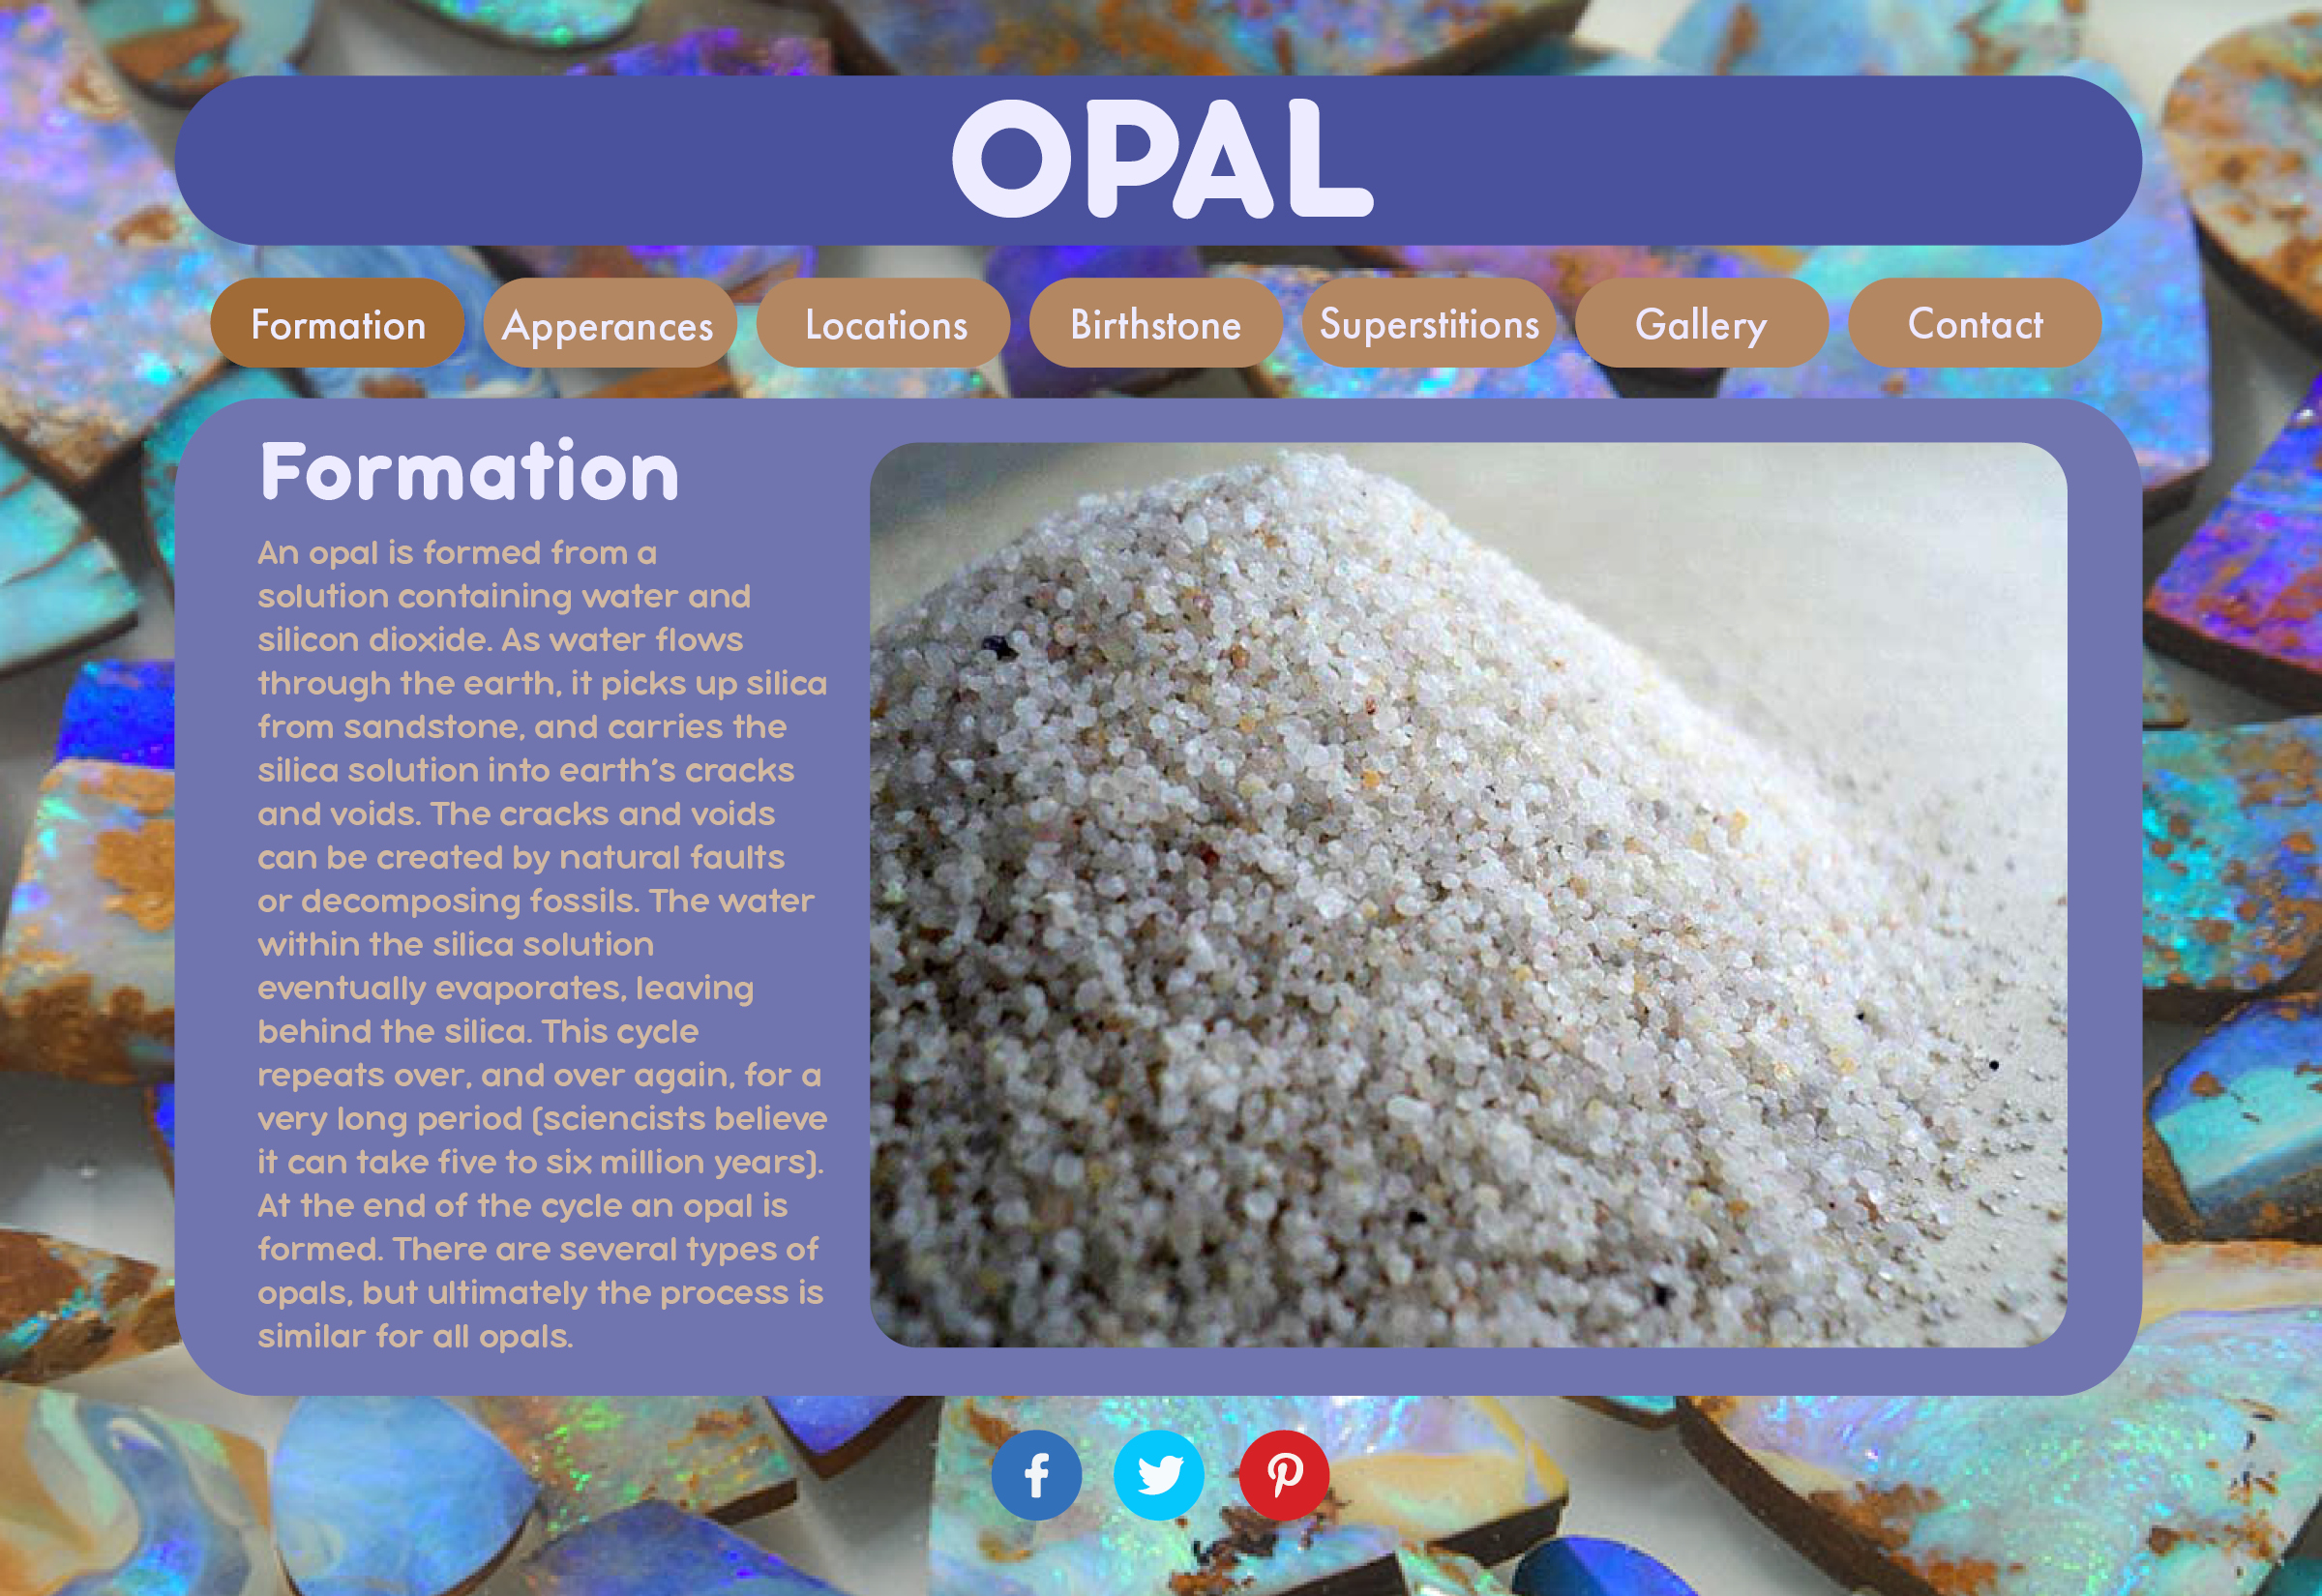 OPAL
Formation Apperances Locations Birthstone Superstitions Gallery Contact
Formation
An opal is formed from a
solution containing water and
silicon dioxide. As water flows
through the earth, it picks up silica
from sandstone, and carries the
silica solution into earth's cracks
and voids. The cracks and voids
can be created by natural faults
or decomposing fossils. The water
within the silica solution
eventually evaporates, leaving
behind the silica. This cycle
repeats over, and over again, for a
very long period (sciencists believe
it can take five to six million years).
At the end of the cycle an opal is
formed. There are several types of
opals, but ultimately the process is
similar for all opals.